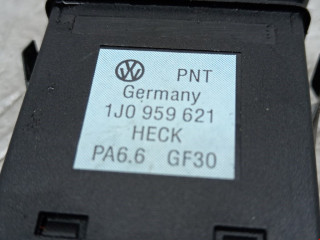 PNT
Germany
1J0 959 621
HECK
PA6.6 GF30